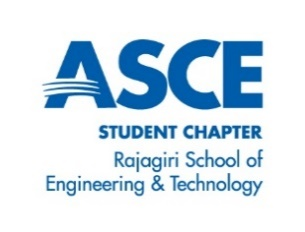 ASCE
STUDENT CHAPTER
Rajagiri School of
Engineering & Technology